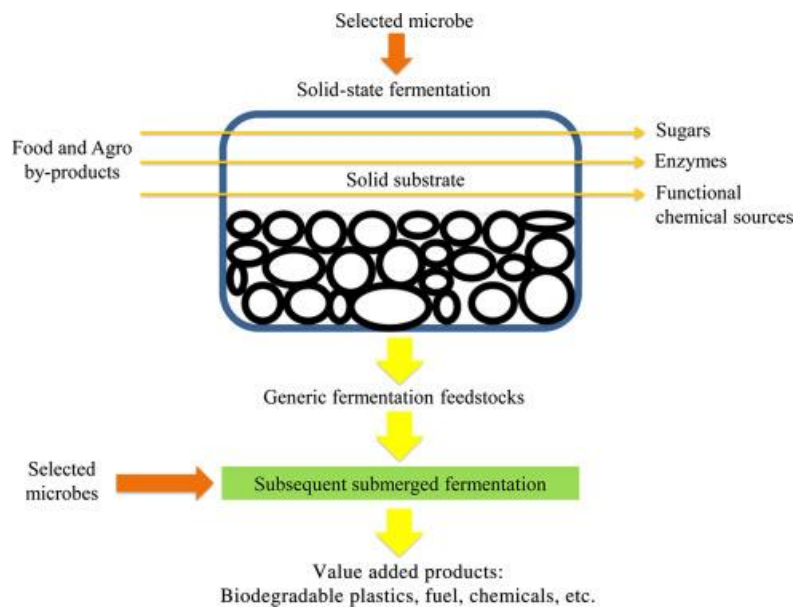 Selected microbe
Solid-state fermentation
Food and Agro
by-products
Sugars
Enzymes
Solid substrate
Functional
chemical sources
Generic fermentation feedstocks
Selected
microbes
Subsequent submerged fermentation
Value added products:
Biodegradable plastics, fuel, chemicals, etc.